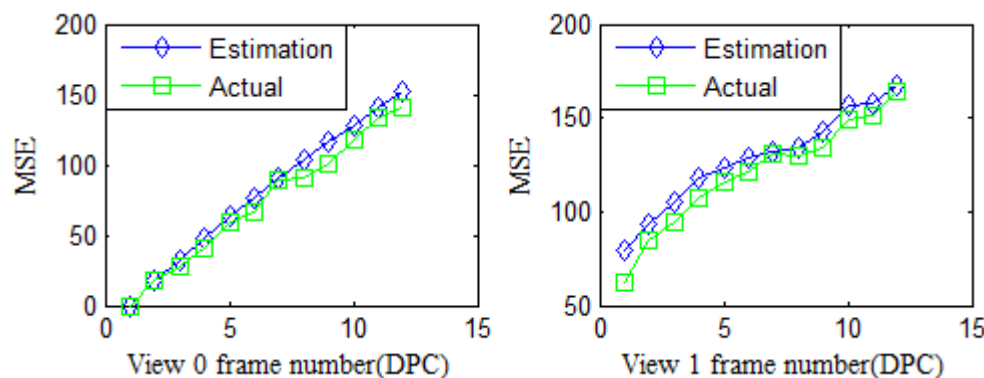 200
150
100
50
0
MSE
Estimation
Actual
0 5 10 15
View 0 frame number(DPC)
200
150
100
50
MSE
Estimation
Actual
0 5 10 15
View 1 frame number(DPC)